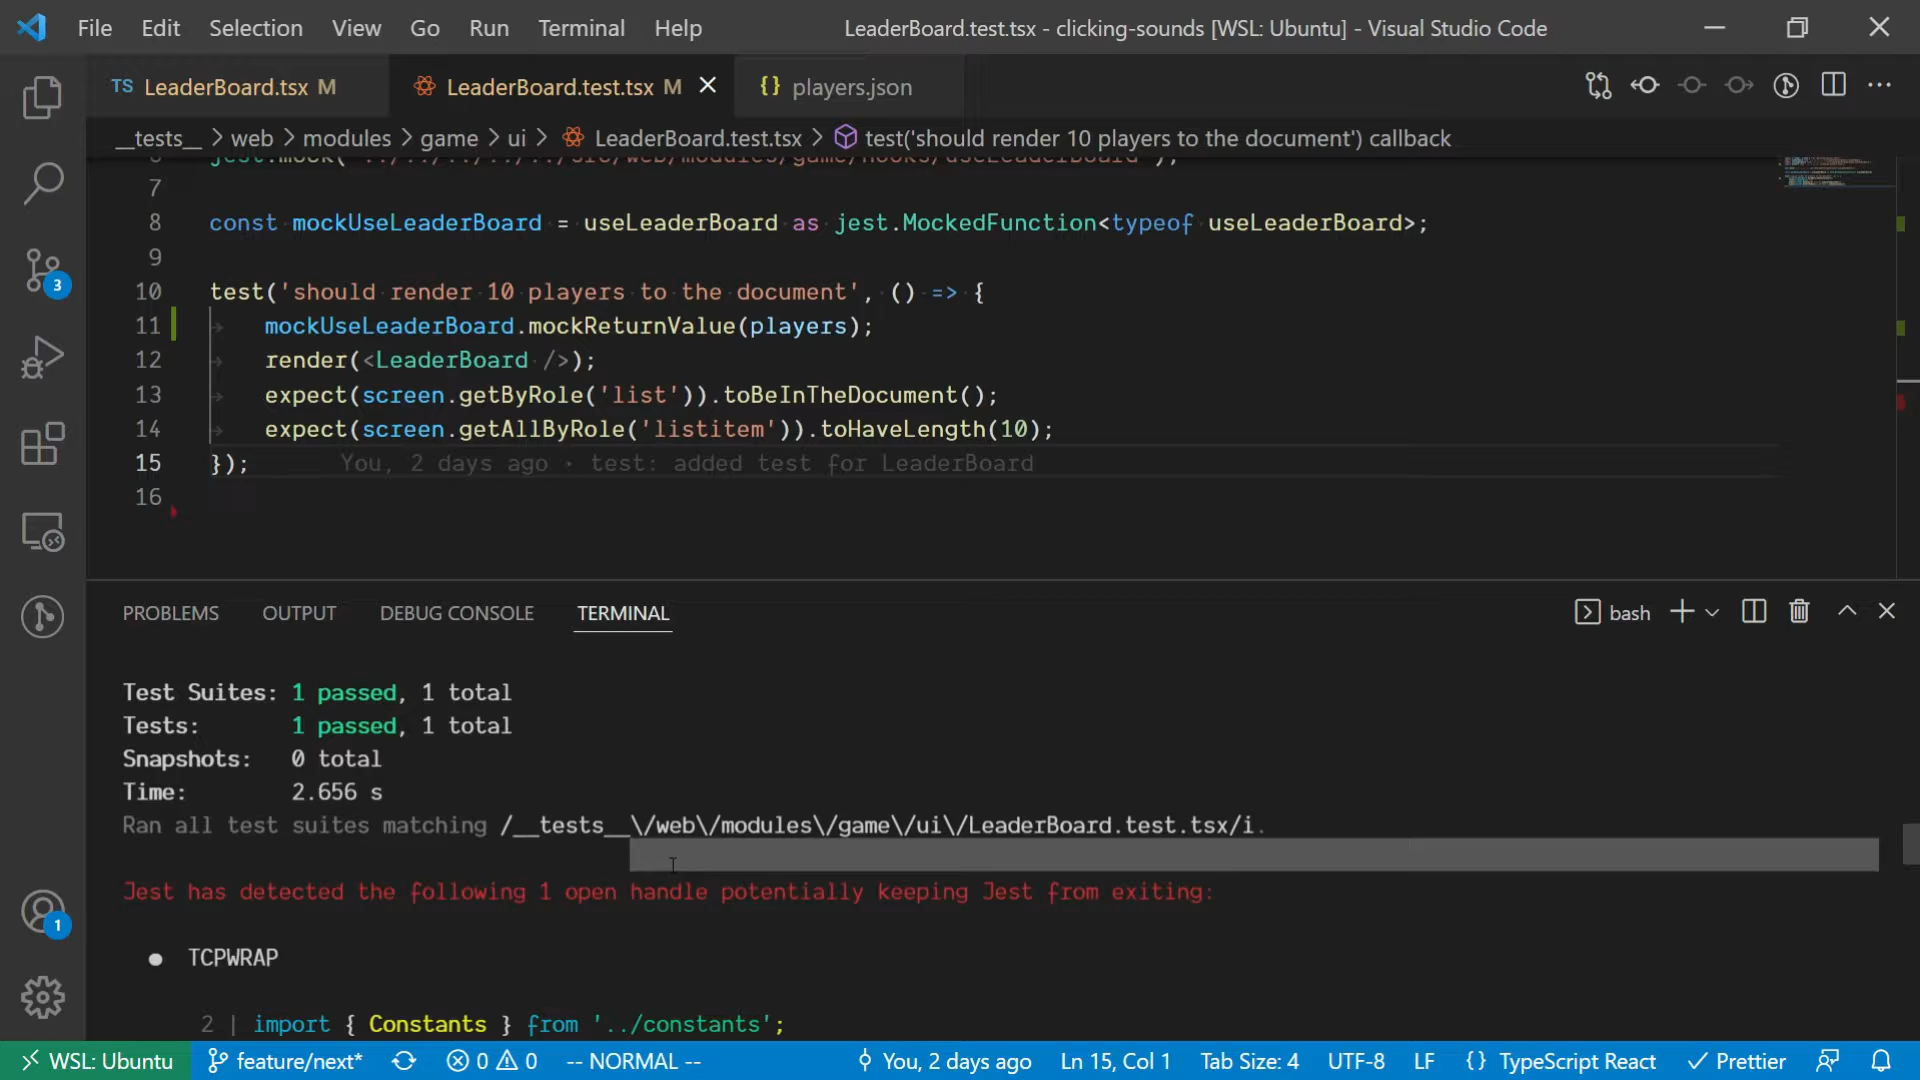 File Edit Selection View Go Run Terminal Help LeaderBoard.test.tsx - clicking-sounds [WSL: Ubuntu] - Visual Studio Code
TS LeaderBoard.tsx M LeaderBoard.test.tsx M {} players.json
__tests__ > web > modules > game > ui > LeaderBoard.test.tsx > test('should render 10 players to the document') callback
7
8 const mockUseLeaderBoard = useLeaderBoard as jest.MockedFunction<typeof useLeaderBoard>;
9
10 test('should render 10 players to the document', () => {
11 mockUseLeaderBoard.mockReturnValue(players);
12 render(<LeaderBoard />);
13 expect(screen.getByRole('list')).toBeInTheDocument();
14 expect(screen.getAllByRole('listitem')).toHaveLength(10);
15 }); You, 2 days ago • test: added test for LeaderBoard
16
3
PROBLEMS OUTPUT DEBUG CONSOLE TERMINAL bash
Test Suites: 1 passed, 1 total
Tests: 1 passed, 1 total
Snapshots: 0 total
Time: 2.656 s
Ran all test suites matching /__tests__\/web\/modules\/game\/ui\/LeaderBoard.test.tsx/i.
Jest has detected the following 1 open handle potentially keeping Jest from exiting:
● TCPWRAP
2 | import { Constants } from '../constants';
1
WSL: Ubuntu feature/next* 0 0 -- NORMAL -- You, 2 days ago Ln 15, Col 1 Tab Size: 4 UTF-8 LF {} TypeScript React Prettier